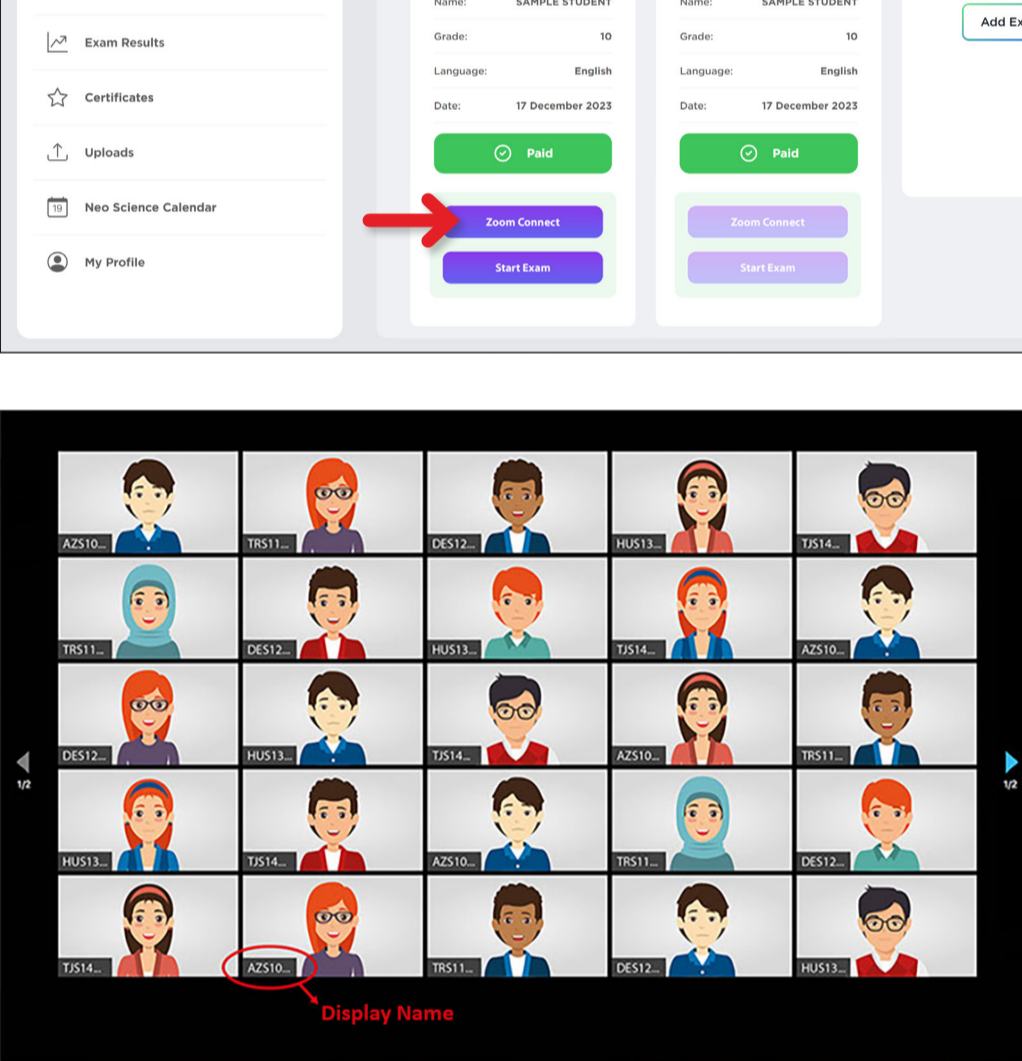 Exam Results
Certificates
Uploads
19
Neo Science Calendar
My Profile
Name: SAMPLE STUDENT
Grade: 10
Language: English
Date: 17 December 2023
Paid
Zoom Connect
Start Exam
Name: SAMPLE STUDENT
Grade: 10
Language: English
Date: 17 December 2023
Paid
Zoom Connect
Start Exam
Add Ex
AZS10... TRS11... DES12... HUS13... TJS14...
TRS11... DES12... HUS13... TJS14... AZS10...
DES12... HUS13... TJS14... AZS10... TRS11...
1/2 1/2
HUS13... TJS14... AZS10... TRS11... DES12...
TJS14... AZS10... TRS11... DES12... HUS13...
Display Name